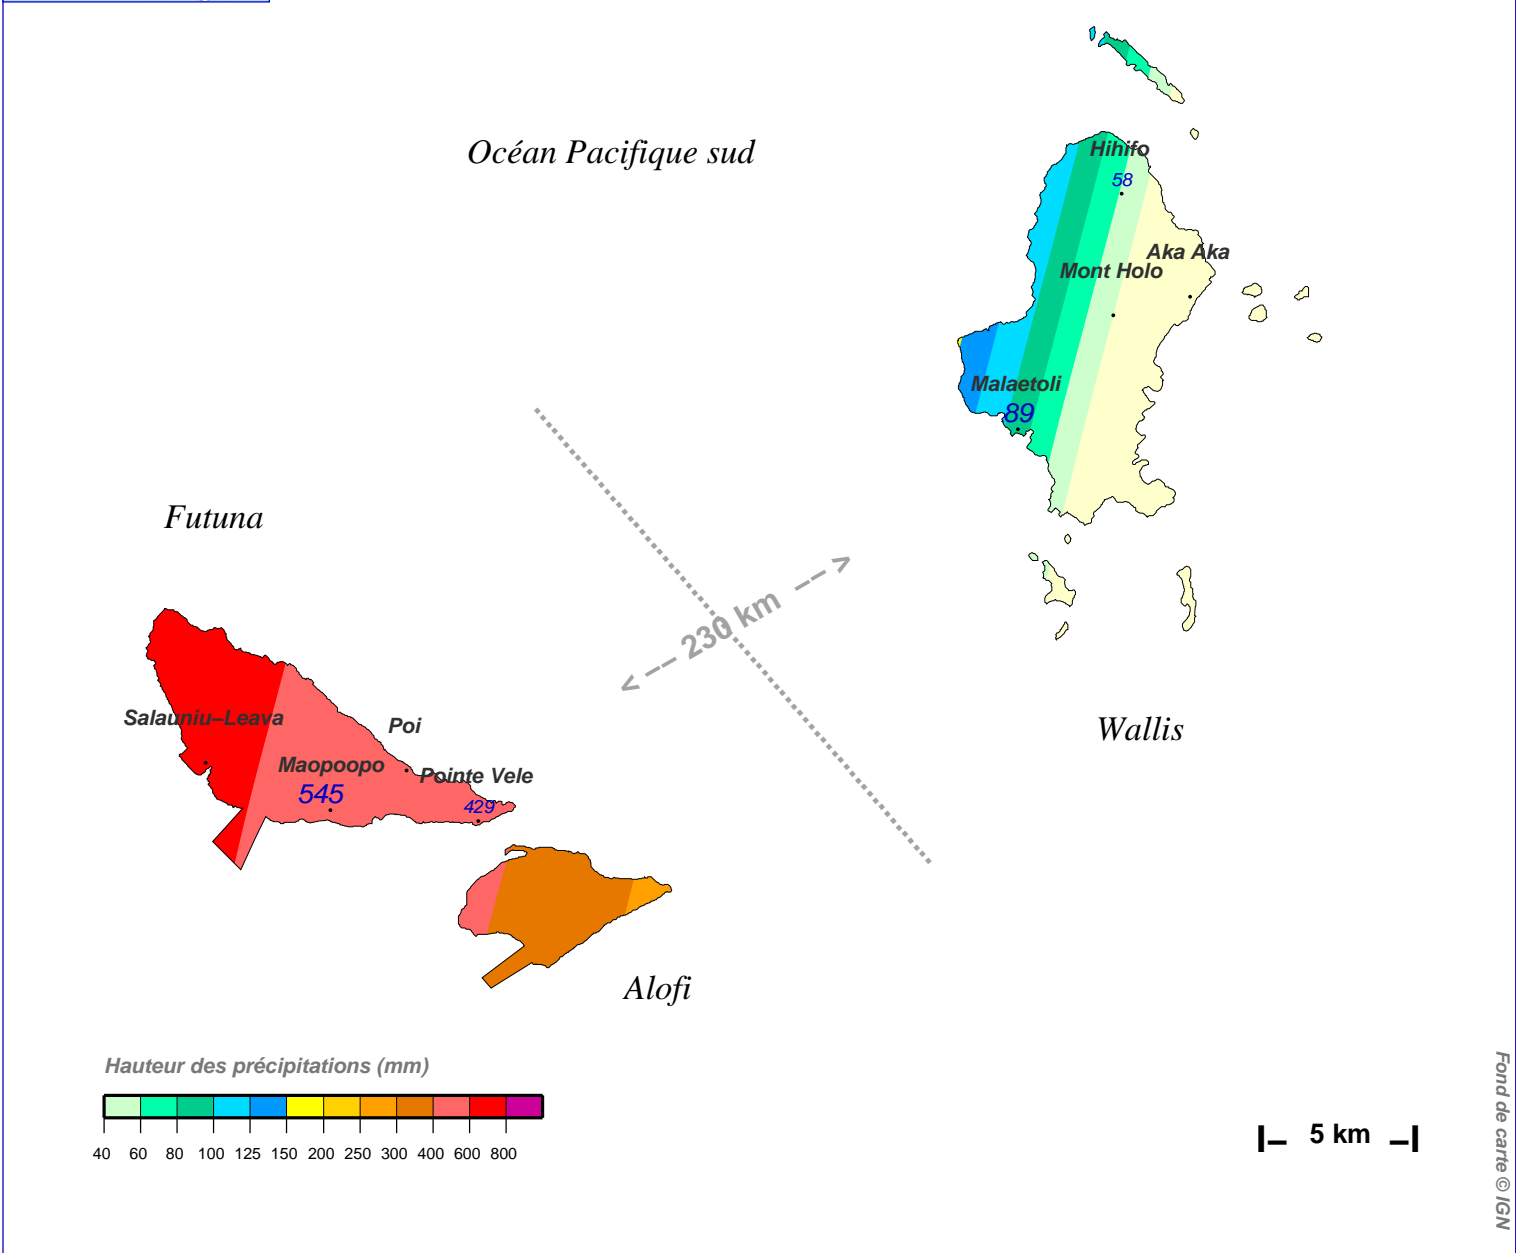 Océan Pacifique sud
Hihifo
58
Aka Aka
Mont Holo
Malaetoli
89
Futuna
<-- 230 km -->
Wallis
Salauniu–Leava
Poi
Maopoopo
545
Pointe Vele
429
Alofi
Hauteur des précipitations (mm)
40 60 80 100 125 150 200 250 300 400 600 800
5 km
Fond de carte © IGN